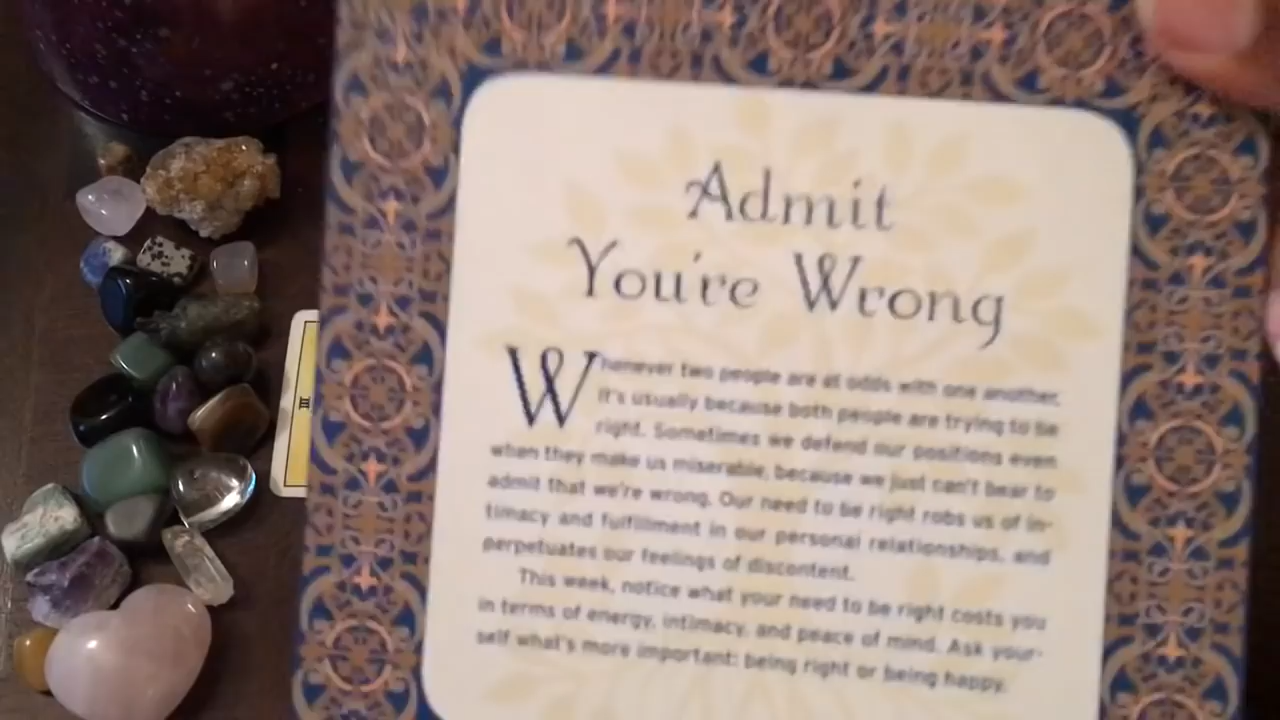 Admit
You're Wrong
Whenever two people are at odds with one another,
it's usually because both people are trying to be
right. Sometimes we defend our positions even
when they make us miserable, because we just can't bear to
admit that we're wrong. Our need to be right robs us of in-
timacy and fulfillment in our personal relationships, and
perpetuates our feelings of discontent.
This week, notice what your need to be right costs you
in terms of energy, intimacy, and peace of mind. Ask your-
self what's more important: being right or being happy.
III